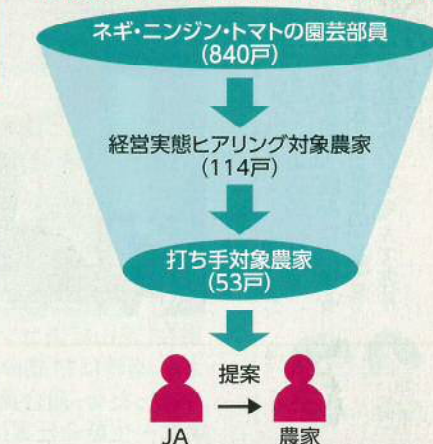 ネギ・ニンジン・トマトの園芸部員
(840戸)
経営実態ヒアリング対象農家
(114戸)
打ち手対象農家
(53戸)
提案
JA
農家